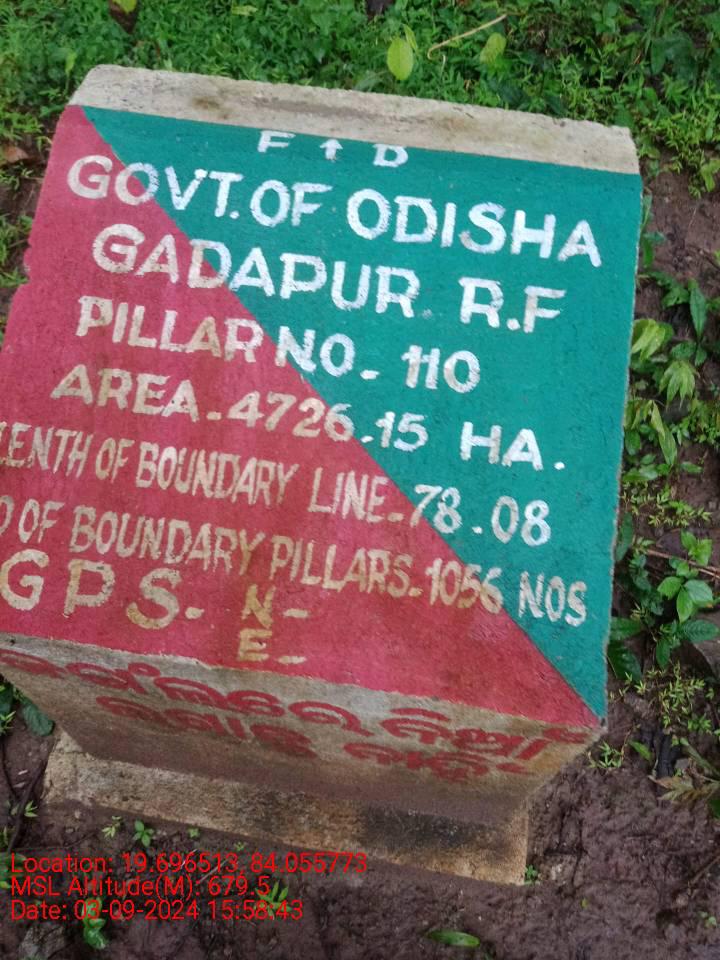 F ↑ D
GOVT. OF ODISHA
GADAPUR R.F
PILLAR NO. - 110
AREA - 4726.15 HA.
LENTH OF BOUNDARY LINE - 78.08
OF BOUNDARY PILLARS - 1056 NOS
GPS - N -
E -
Location: 19.696513, 84.055773
MSL Altitude(M): 679.5
Date: 03-09-2024 15:58:43